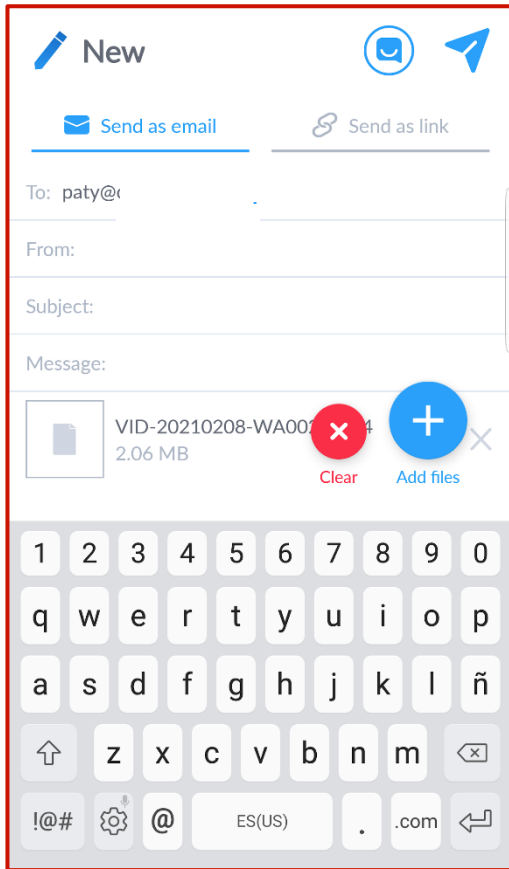 New
Send as email Send as link
To: paty@
From:
Subject:
Message:
VID-20210208-WA00
2.06 MB
Clear Add files
1 2 3 4 5 6 7 8 9 0
q w e r t y u i o p
a s d f g h j k l ñ
z x c v b n m
!@# @ ES(US) . .com